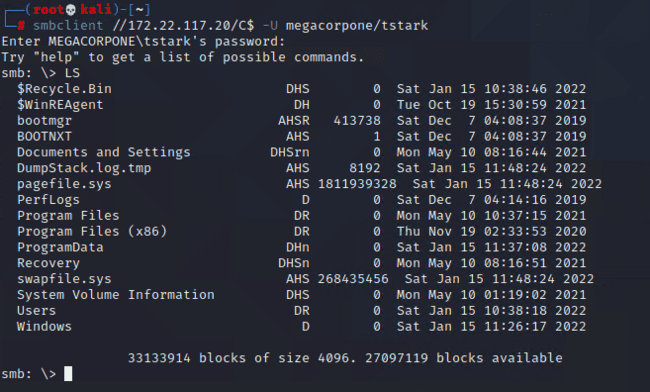 ┌──(root💀kali)-[~]
└─# smbclient //172.22.117.20/C$ -U megacorpone/tstark
Enter MEGACORPONE\tstark's password:
Try "help" to get a list of possible commands.
smb: \> LS
  $Recycle.Bin                      DHS        0  Sat Jan 15 10:38:46 2022
  $WinREAgent                        DH        0  Tue Oct 19 15:30:59 2021
  bootmgr                          AHSR   413738  Sat Dec  7 04:08:37 2019
  BOOTNXT                           AHS        1  Sat Dec  7 04:08:37 2019
  Documents and Settings          DHSrn        0  Mon May 10 08:16:44 2021
  DumpStack.log.tmp                 AHS     8192  Sat Jan 15 11:48:24 2022
  pagefile.sys                      AHS 1811939328  Sat Jan 15 11:48:24 2022
  PerfLogs                            D        0  Sat Dec  7 04:14:16 2019
  Program Files                      DR        0  Mon May 10 10:37:15 2021
  Program Files (x86)                DR        0  Thu Nov 19 02:33:53 2020
  ProgramData                       DHn        0  Sat Jan 15 11:37:08 2022
  Recovery                         DHSn        0  Mon May 10 08:16:51 2021
  swapfile.sys                      AHS 268435456  Sat Jan 15 11:48:24 2022
  System Volume Information         DHS        0  Mon May 10 01:19:02 2021
  Users                              DR        0  Sat Jan 15 10:38:18 2022
  Windows                             D        0  Sat Jan 15 11:26:17 2022
                33133914 blocks of size 4096. 27097119 blocks available
smb: \>